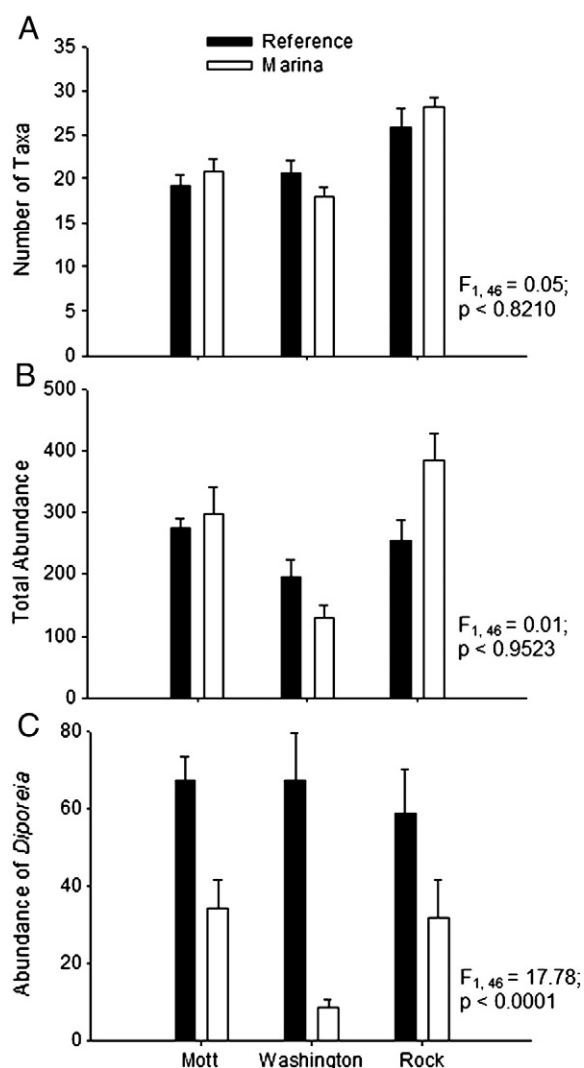 A
Reference
Marina
35
30
25
20
15
10
5
0
Number of Taxa
F1, 46 = 0.05;
p < 0.8210
B
500
400
300
200
100
0
Total Abundance
F1, 46 = 0.01;
p < 0.9523
C
80
60
40
20
0
Abundance of Diporeia
F1, 46 = 17.78;
p < 0.0001
Mott Washington Rock